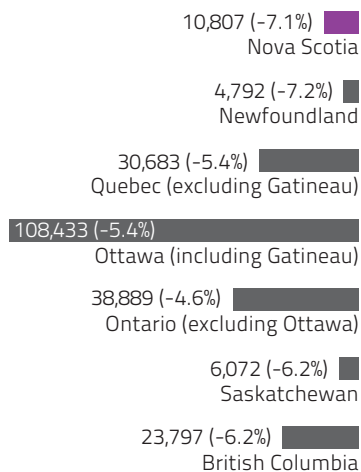 10,807 (-7.1%)
Nova Scotia
4,792 (-7.2%)
Newfoundland
30,683 (-5.4%)
Quebec (excluding Gatineau)
108,433 (-5.4%)
Ottawa (including Gatineau)
38,889 (-4.6%)
Ontario (excluding Ottawa)
6,072 (-6.2%)
Saskatchewan
23,797 (-6.2%)
British Columbia